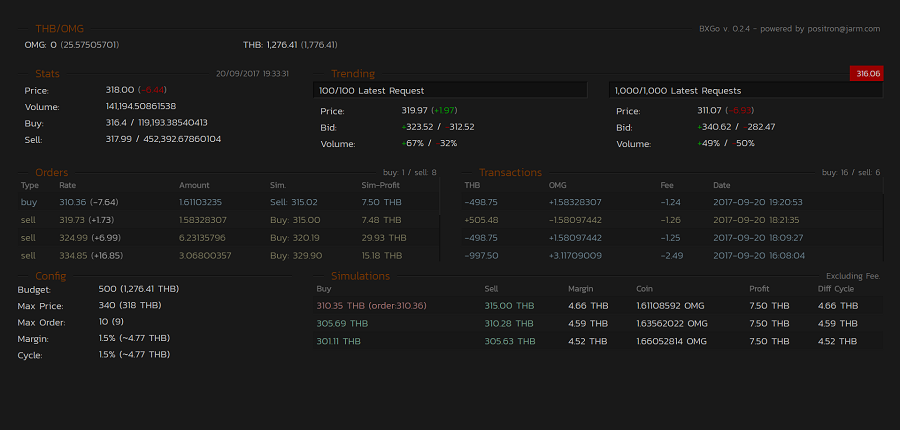 THB/OMG
BXGo v. 0.2.4 - powered by positron@jarm.com
OMG: 0 (25.57505701) THB: 1,276.41 (1,776.41)
Stats 20/09/2017 19:33:31
Price: 318.00 (-6.44)
Volume: 141,194.50861538
Buy: 316.4 / 119,193.38540413
Sell: 317.99 / 452,392.67860104
Trending 316.06
100/100 Latest Request
Price: 319.97 (+1.97)
Bid: +323.52 / -312.52
Volume: +67% / -32%
1,000/1,000 Latest Requests
Price: 311.07 (-6.93)
Bid: +340.62 / -282.47
Volume: +49% / -50%
Orders buy: 1 / sell: 8
Type Rate Amount Sim. Sim-Profit
buy 310.36 (-7.64) 1.61103235 Sell: 315.02 7.50 THB
sell 319.73 (+1.73) 1.58328307 Buy: 315.00 7.48 THB
sell 324.99 (+6.99) 6.23135796 Buy: 320.19 29.93 THB
sell 334.85 (+16.85) 3.06800357 Buy: 329.90 15.18 THB
Transactions buy: 16 / sell: 6
THB OMG Fee Date
-498.75 +1.58328307 -1.24 2017-09-20 19:20:53
+505.48 -1.58097442 -1.26 2017-09-20 18:21:35
-498.75 +1.58097442 -1.25 2017-09-20 18:09:27
-997.50 +3.11709009 -2.49 2017-09-20 16:08:04
Config
Budget: 500 (1,276.41 THB)
Max Price: 340 (318 THB)
Max Order: 10 (9)
Margin: 1.5% (~4.77 THB)
Cycle: 1.5% (~4.77 THB)
Simulations Excluding Fee.
Buy Sell Margin Coin Profit Diff Cycle
310.35 THB (order:310.36) 315.00 THB 4.66 THB 1.61108592 OMG 7.50 THB 4.66 THB
305.69 THB 310.28 THB 4.59 THB 1.63562022 OMG 7.50 THB 4.59 THB
301.11 THB 305.63 THB 4.52 THB 1.66052814 OMG 7.50 THB 4.52 THB